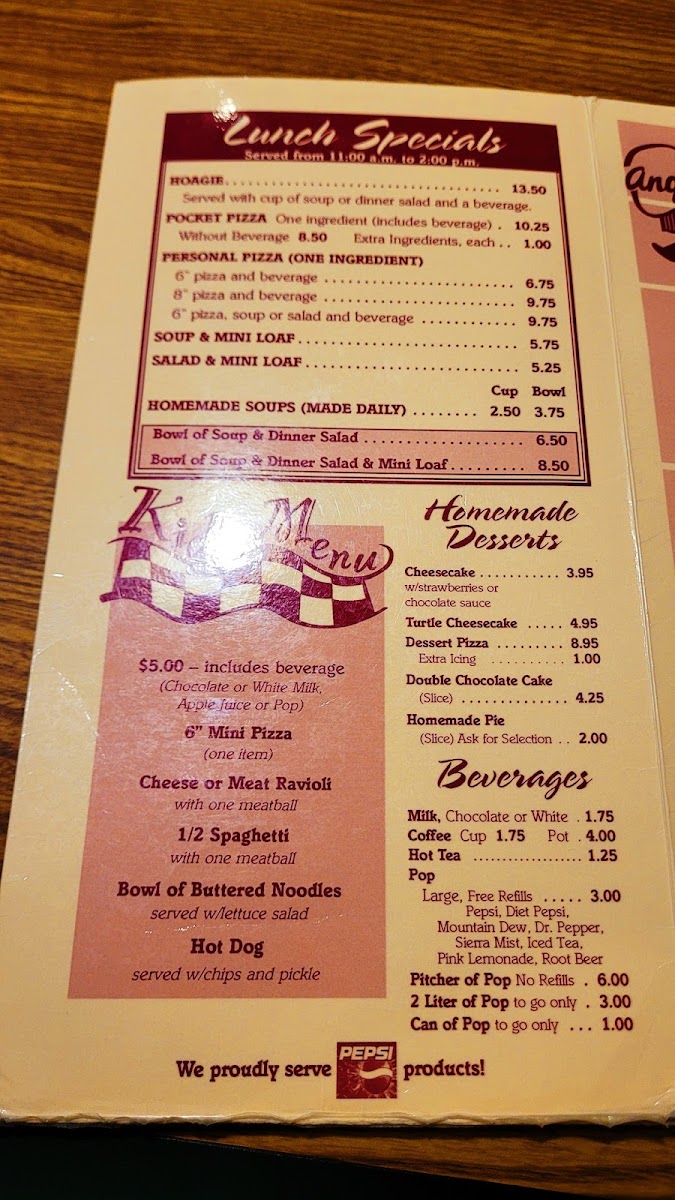 Lunch Specials
Served from 11:00 a.m. to 2:00 p.m.
HOAGIE 13.50
Served with cup of soup or dinner salad and a beverage.
POCKET PIZZA One ingredient (includes beverage) . 10.25
Without Beverage 8.50 Extra Ingredients, each . . 1.00
PERSONAL PIZZA (ONE INGREDIENT)
6" pizza and beverage 6.75
8" pizza and beverage 9.75
6" pizza, soup or salad and beverage 9.75
SOUP & MINI LOAF 5.75
SALAD & MINI LOAF 5.25
Cup Bowl
HOMEMADE SOUPS (MADE DAILY) 2.50 3.75
Bowl of Soup & Dinner Salad 6.50
Bowl of Soup & Dinner Salad & Mini Loaf 8.50
Menu
$5.00 – includes beverage
(Chocolate or White Milk,
Apple Juice or Pop)
6" Mini Pizza
(one item)
Cheese or Meat Ravioli
with one meatball
1/2 Spaghetti
with one meatball
Bowl of Buttered Noodles
served w/lettuce salad
Hot Dog
served w/chips and pickle
Homemade
Desserts
Cheesecake 3.95
w/strawberries or
chocolate sauce
Turtle Cheesecake 4.95
Dessert Pizza 8.95
Extra Icing 1.00
Double Chocolate Cake
(Slice) 4.25
Homemade Pie
(Slice) Ask for Selection . . 2.00
Beverages
Milk, Chocolate or White . 1.75
Coffee Cup 1.75 Pot . 4.00
Hot Tea 1.25
Pop
Large, Free Refills 3.00
Pepsi, Diet Pepsi,
Mountain Dew, Dr. Pepper,
Sierra Mist, Iced Tea,
Pink Lemonade, Root Beer
Pitcher of Pop No Refills . 6.00
2 Liter of Pop to go only . 3.00
Can of Pop to go only ... 1.00
We proudly serve PEPSI products!